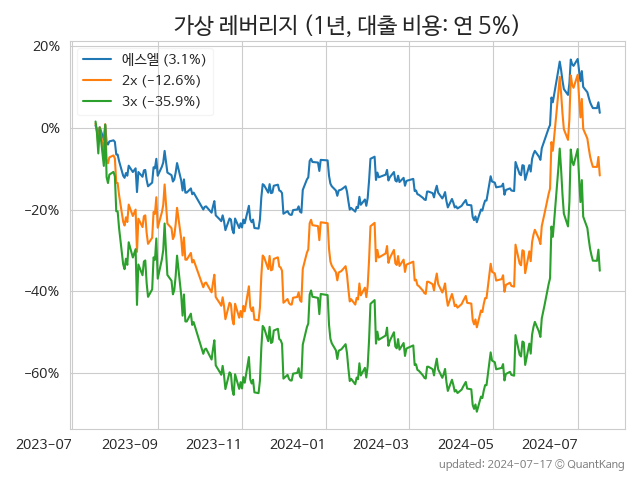 가상 레버리지 (1년, 대출 비용: 연 5%)
에스엘 (3.1%)
2x (−12.6%)
3x (−35.9%)
20%
0%
−20%
−40%
−60%
2023-07 2023-09 2023-11 2024-01 2024-03 2024-05 2024-07
updated: 2024-07-17 © QuantKang